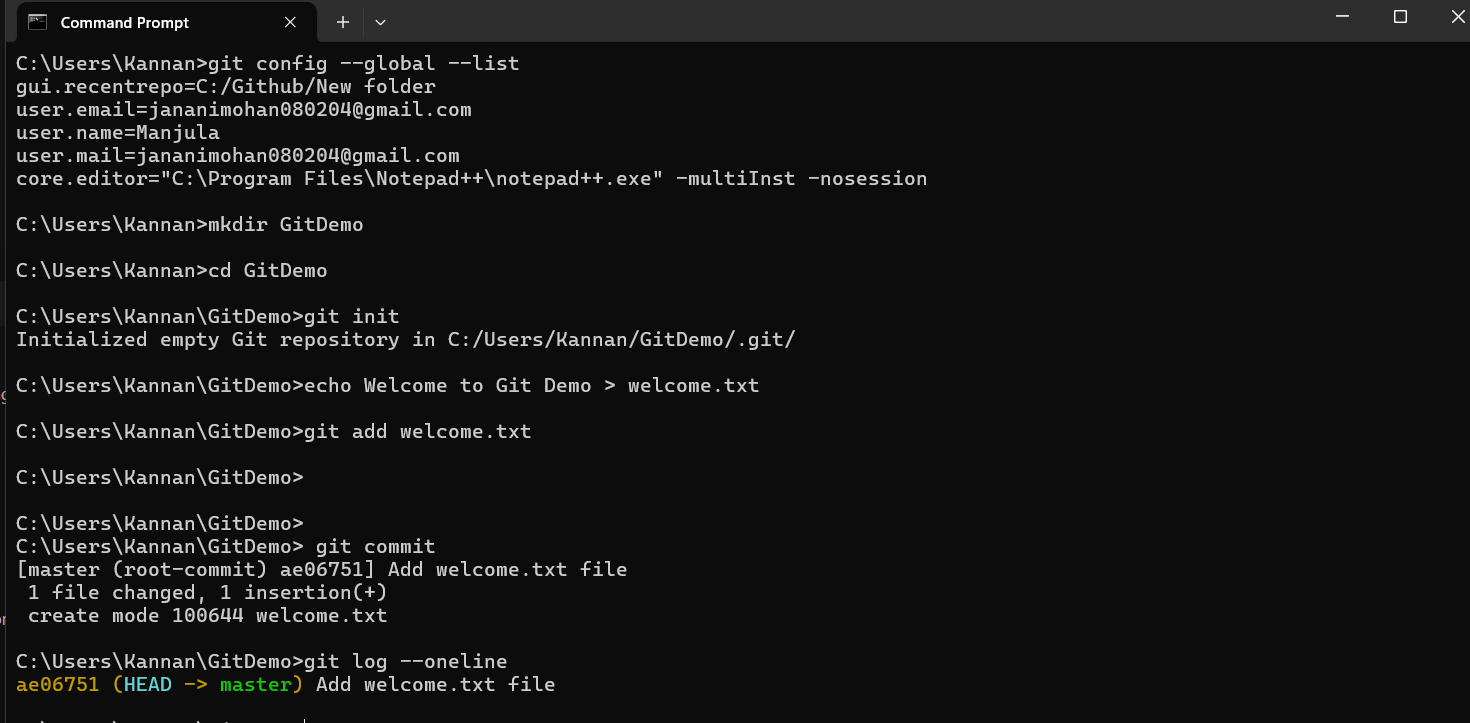 Command Prompt
C:\Users\Kannan>git config --global --list
gui.recentrepo=C:/Github/New folder
user.email=jananimohan080204@gmail.com
user.name=Manjula
user.mail=jananimohan080204@gmail.com
core.editor="C:\Program Files\Notepad++\notepad++.exe" -multiInst -nosession
C:\Users\Kannan>mkdir GitDemo
C:\Users\Kannan>cd GitDemo
C:\Users\Kannan\GitDemo>git init
Initialized empty Git repository in C:/Users/Kannan/GitDemo/.git/
C:\Users\Kannan\GitDemo>echo Welcome to Git Demo > welcome.txt
C:\Users\Kannan\GitDemo>git add welcome.txt
C:\Users\Kannan\GitDemo>
C:\Users\Kannan\GitDemo>
C:\Users\Kannan\GitDemo> git commit
[master (root-commit) ae06751] Add welcome.txt file
 1 file changed, 1 insertion(+)
 create mode 100644 welcome.txt
C:\Users\Kannan\GitDemo>git log --oneline
ae06751 (HEAD -> master) Add welcome.txt file